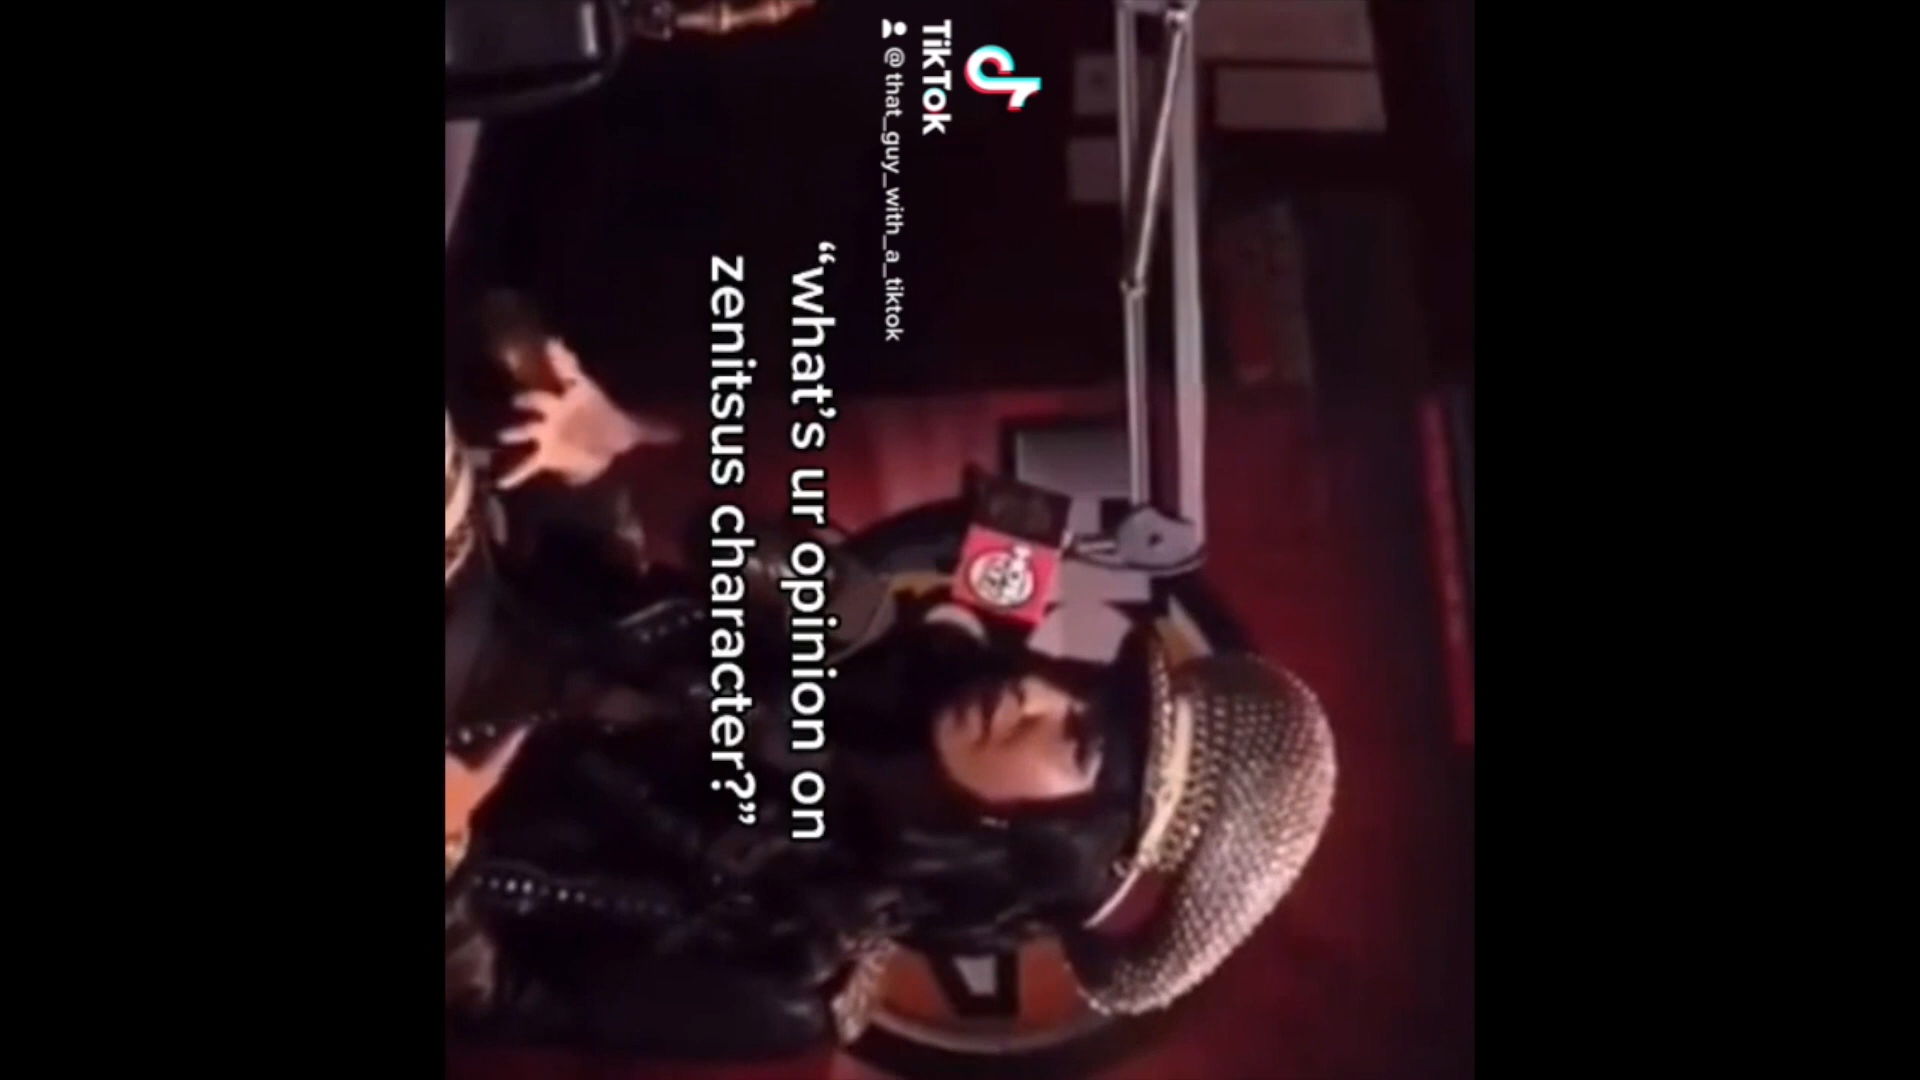 TikTok
@that_guy_with_a_tiktok
“what’s ur opinion on
zenitsus character?”